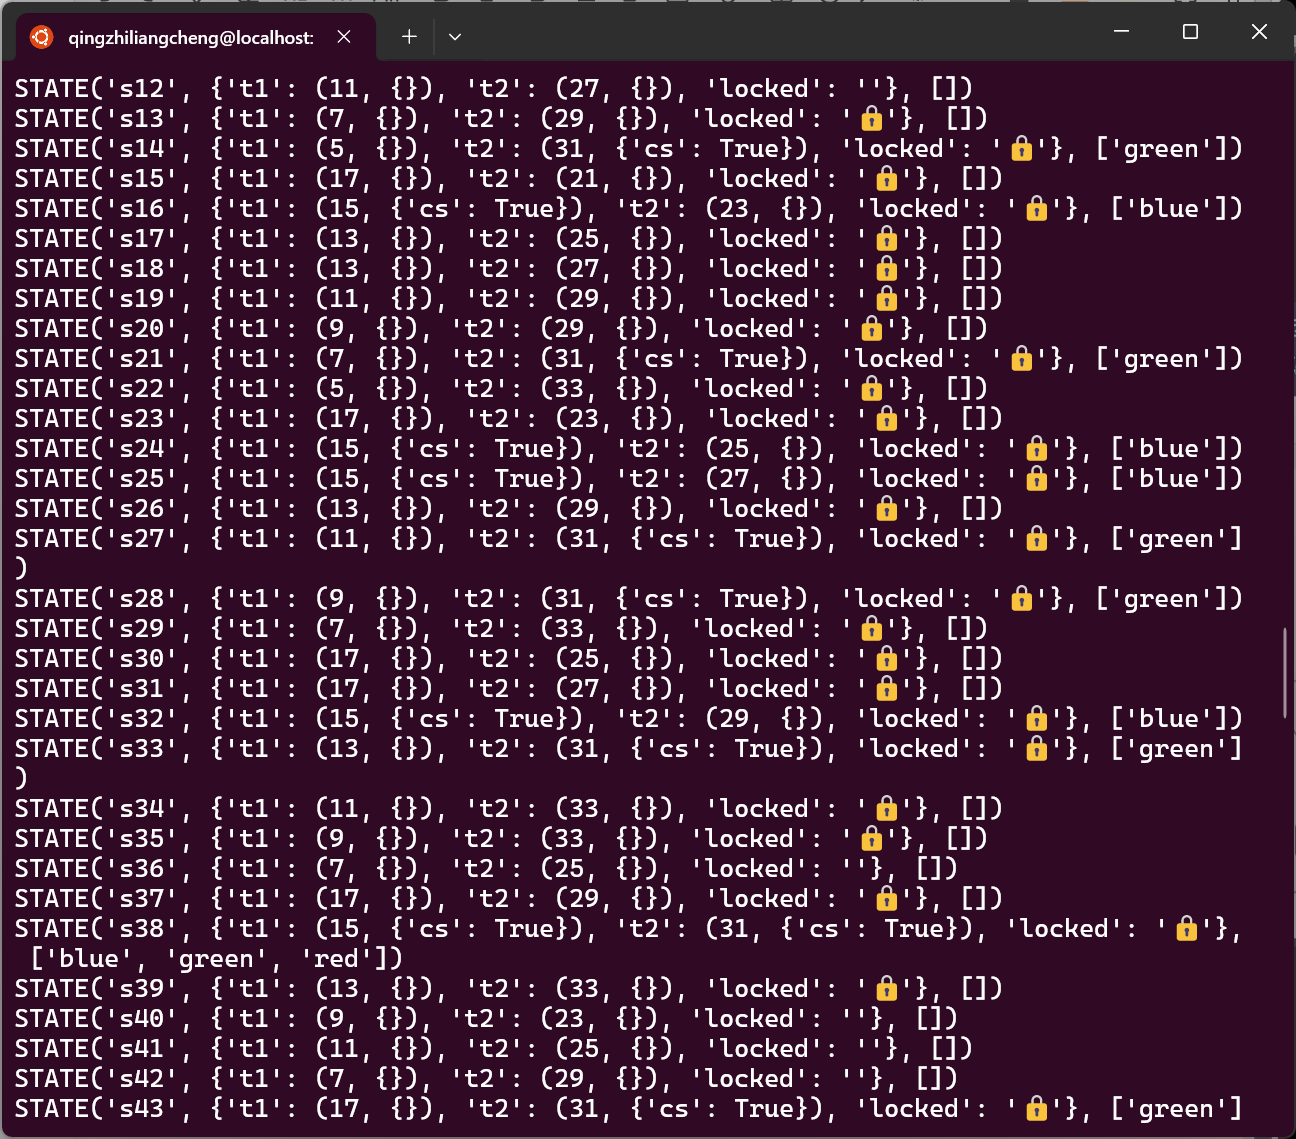 qingzhiliangcheng@localhost:
STATE('s12', {'t1': (11, {}), 't2': (27, {}), 'locked': ''}, [])
STATE('s13', {'t1': (7, {}), 't2': (29, {}), 'locked': '🔒'}, [])
STATE('s14', {'t1': (5, {}), 't2': (31, {'cs': True}), 'locked': '🔒'}, ['green'])
STATE('s15', {'t1': (17, {}), 't2': (21, {}), 'locked': '🔒'}, [])
STATE('s16', {'t1': (15, {'cs': True}), 't2': (23, {}), 'locked': '🔒'}, ['blue'])
STATE('s17', {'t1': (13, {}), 't2': (25, {}), 'locked': '🔒'}, [])
STATE('s18', {'t1': (13, {}), 't2': (27, {}), 'locked': '🔒'}, [])
STATE('s19', {'t1': (11, {}), 't2': (29, {}), 'locked': '🔒'}, [])
STATE('s20', {'t1': (9, {}), 't2': (29, {}), 'locked': '🔒'}, [])
STATE('s21', {'t1': (7, {}), 't2': (31, {'cs': True}), 'locked': '🔒'}, ['green'])
STATE('s22', {'t1': (5, {}), 't2': (33, {}), 'locked': '🔒'}, [])
STATE('s23', {'t1': (17, {}), 't2': (23, {}), 'locked': '🔒'}, [])
STATE('s24', {'t1': (15, {'cs': True}), 't2': (25, {}), 'locked': '🔒'}, ['blue'])
STATE('s25', {'t1': (15, {'cs': True}), 't2': (27, {}), 'locked': '🔒'}, ['blue'])
STATE('s26', {'t1': (13, {}), 't2': (29, {}), 'locked': '🔒'}, [])
STATE('s27', {'t1': (11, {}), 't2': (31, {'cs': True}), 'locked': '🔒'}, ['green']
)
STATE('s28', {'t1': (9, {}), 't2': (31, {'cs': True}), 'locked': '🔒'}, ['green'])
STATE('s29', {'t1': (7, {}), 't2': (33, {}), 'locked': '🔒'}, [])
STATE('s30', {'t1': (17, {}), 't2': (25, {}), 'locked': '🔒'}, [])
STATE('s31', {'t1': (17, {}), 't2': (27, {}), 'locked': '🔒'}, [])
STATE('s32', {'t1': (15, {'cs': True}), 't2': (29, {}), 'locked': '🔒'}, ['blue'])
STATE('s33', {'t1': (13, {}), 't2': (31, {'cs': True}), 'locked': '🔒'}, ['green']
)
STATE('s34', {'t1': (11, {}), 't2': (33, {}), 'locked': '🔒'}, [])
STATE('s35', {'t1': (9, {}), 't2': (33, {}), 'locked': '🔒'}, [])
STATE('s36', {'t1': (7, {}), 't2': (25, {}), 'locked': ''}, [])
STATE('s37', {'t1': (17, {}), 't2': (29, {}), 'locked': '🔒'}, [])
STATE('s38', {'t1': (15, {'cs': True}), 't2': (31, {'cs': True}), 'locked': '🔒'},
['blue', 'green', 'red'])
STATE('s39', {'t1': (13, {}), 't2': (33, {}), 'locked': '🔒'}, [])
STATE('s40', {'t1': (9, {}), 't2': (23, {}), 'locked': ''}, [])
STATE('s41', {'t1': (11, {}), 't2': (25, {}), 'locked': ''}, [])
STATE('s42', {'t1': (7, {}), 't2': (29, {}), 'locked': ''}, [])
STATE('s43', {'t1': (17, {}), 't2': (31, {'cs': True}), 'locked': '🔒'}, ['green']